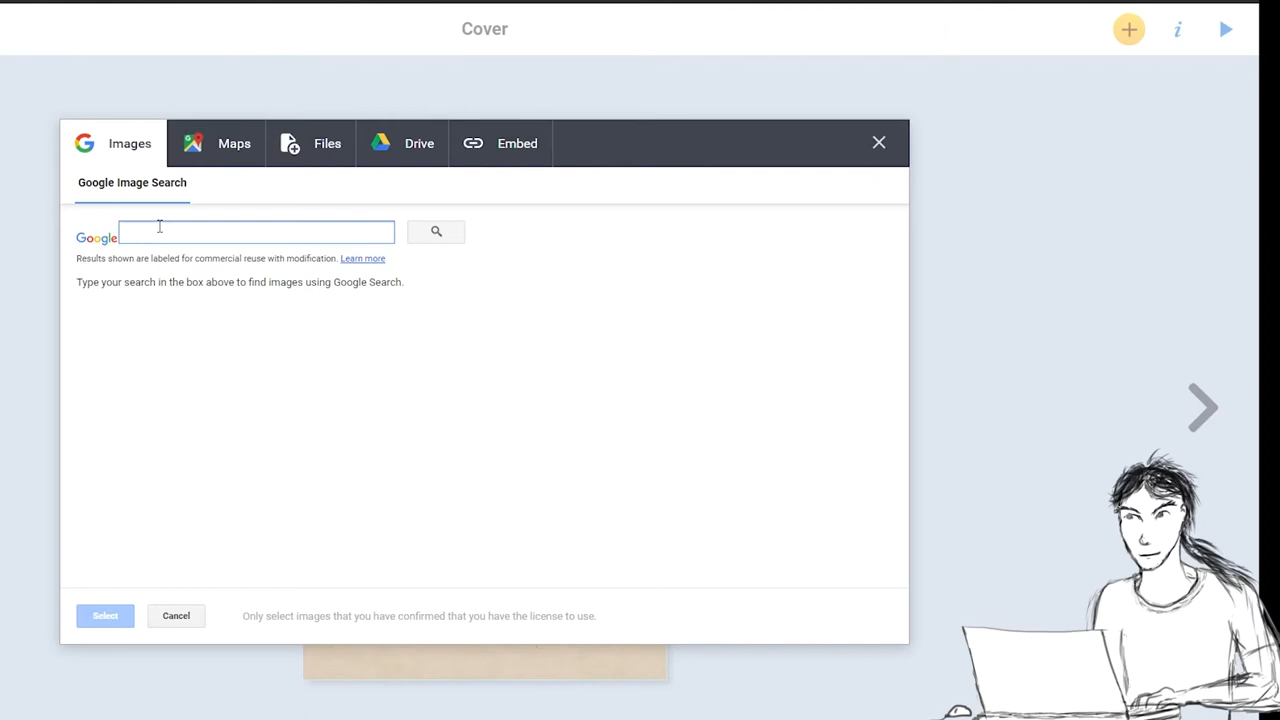 Cover
i
Images Maps Files Drive Embed
Google Image Search
Google
Results shown are labeled for commercial reuse with modification. Learn more
Type your search in the box above to find images using Google Search.
Select Cancel Only select images that you have confirmed that you have the license to use.